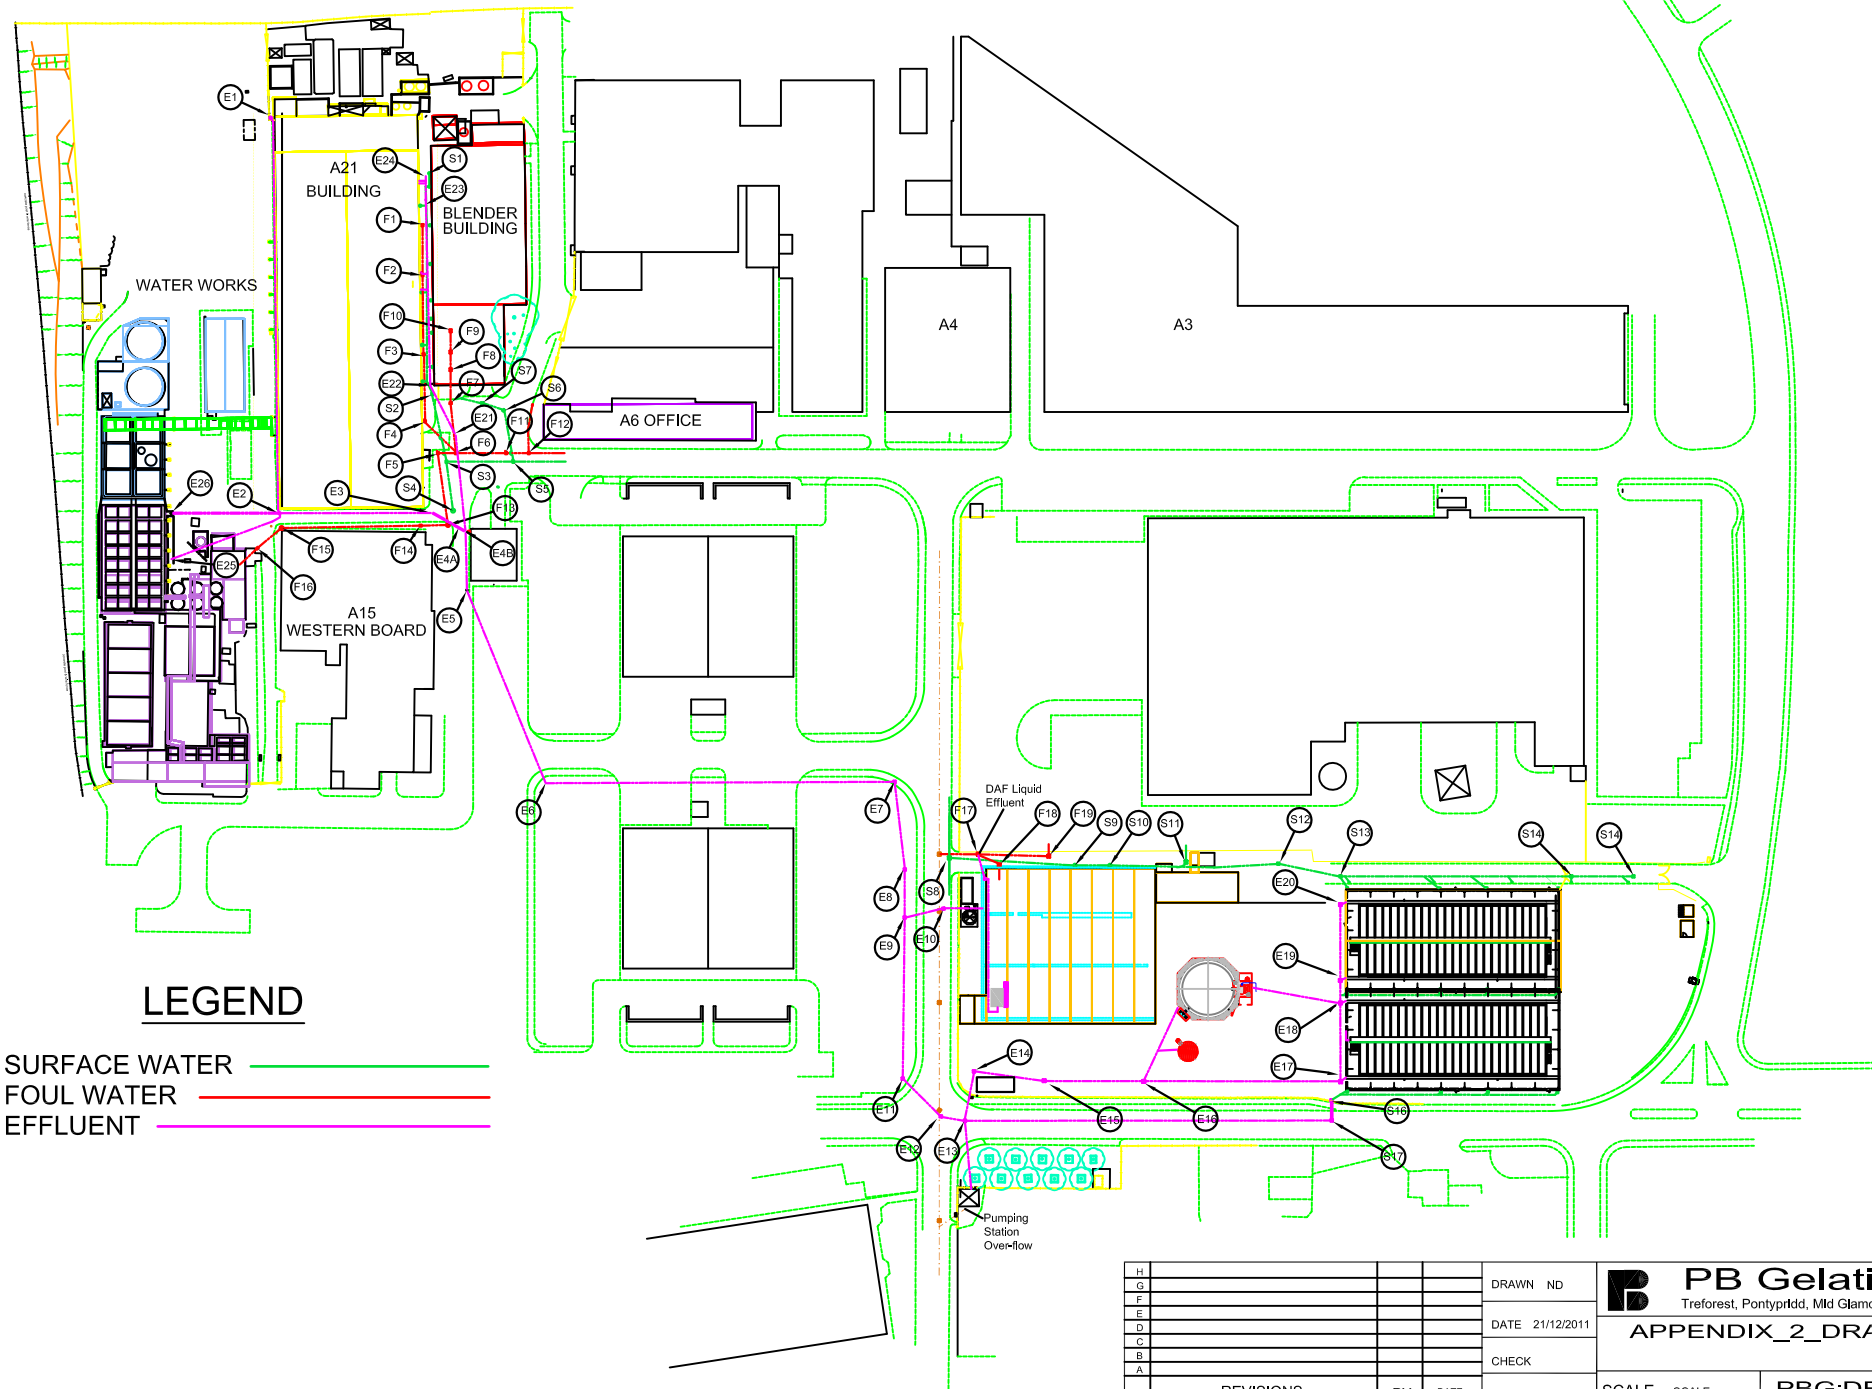 E1
A21
BUILDING
E24
S1
E23
F1
BLENDER
BUILDING
F2
WATER WORKS
F10
F9
F3
F8
S7
E22
F7
S6
S2
E21
F11
F12
A6 OFFICE
F4
F6
F5
S3
S5
A4
A3
E26
E2
E3
S4
F13
F15
F14
E4A
E4B
E25
F16
A15
WESTERN BOARD
E5
E6
E7
F17
DAF Liquid
Effluent
F18
F19
S9
S10
S11
S12
S13
S14
S14
E8
S8
E20
E9
E10
E19
E18
E17
E14
E11
E15
E16
S16
E12
E13
S17
LEGEND
SURFACE WATER
FOUL WATER
EFFLUENT
Pumping
Station
Over-flow
H
G
F
E
D
C
B
A
DRAWN ND
DATE 21/12/2011
CHECK
PB Gelati
Treforest, Pontypridd, Mid Glamo
APPENDIX_2_DRA
REVISIONS
SCALE
PBG:DE